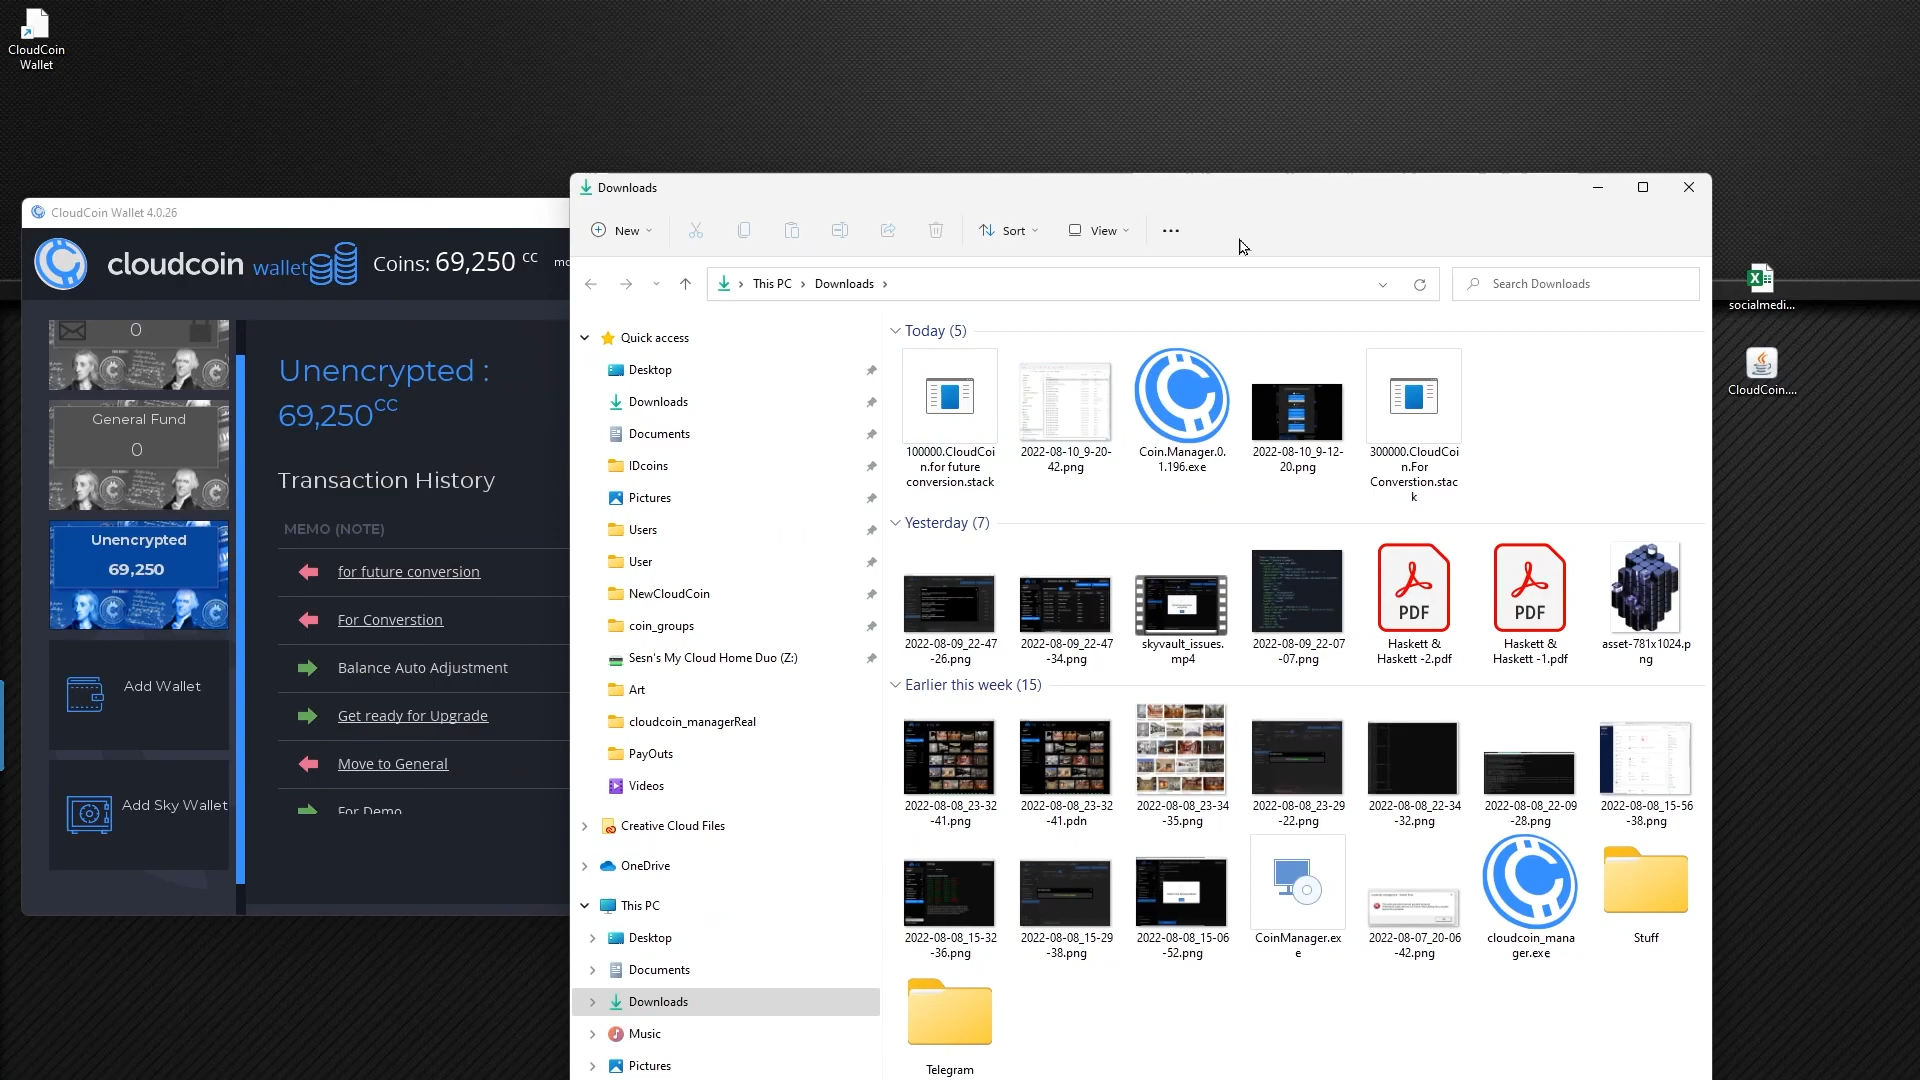 CloudCoin
Wallet
CloudCoin Wallet 4.0.26
cloudcoin wallet
Coins: 69,250 CC
0
General Fund
0
Unencrypted
69,250
Add Wallet
Add Sky Wallet
Unencrypted :
69,250CC
Transaction History
MEMO (NOTE)
for future conversion
For Converstion
Balance Auto Adjustment
Get ready for Upgrade
Move to General
For Demo
Downloads
New
Sort
View
This PC
Downloads
Search Downloads
Quick access
Desktop
Downloads
Documents
IDcoins
Pictures
Users
User
NewCloudCoin
coin_groups
Sesn's My Cloud Home Duo (Z:)
Art
cloudcoin_managerReal
PayOuts
Videos
Creative Cloud Files
OneDrive
This PC
Desktop
Documents
Downloads
Music
Pictures
Today (5)
100000.CloudCoi
n.for future
conversion.stack
2022-08-10_9-20-
42.png
Coin.Manager.0.
1.196.exe
2022-08-10_9-12-
20.png
300000.CloudCoi
n.For
Converstion.stac
k
Yesterday (7)
2022-08-09_22-47
-26.png
2022-08-09_22-47
-34.png
skyvault_issues.
mp4
2022-08-09_22-07
-07.png
PDF
Haskett &
Haskett -2.pdf
PDF
Haskett &
Haskett -1.pdf
asset-781x1024.p
ng
Earlier this week (15)
2022-08-08_23-32
-41.png
2022-08-08_23-32
-41.pdn
2022-08-08_23-34
-35.png
2022-08-08_23-29
-22.png
2022-08-08_22-34
-32.png
2022-08-08_22-09
-28.png
2022-08-08_15-56
-38.png
2022-08-08_15-32
-36.png
2022-08-08_15-29
-38.png
2022-08-08_15-06
-52.png
CoinManager.ex
e
2022-08-07_20-06
-42.png
cloudcoin_mana
ger.exe
Stuff
Telegram
socialmedi...
CloudCoin....